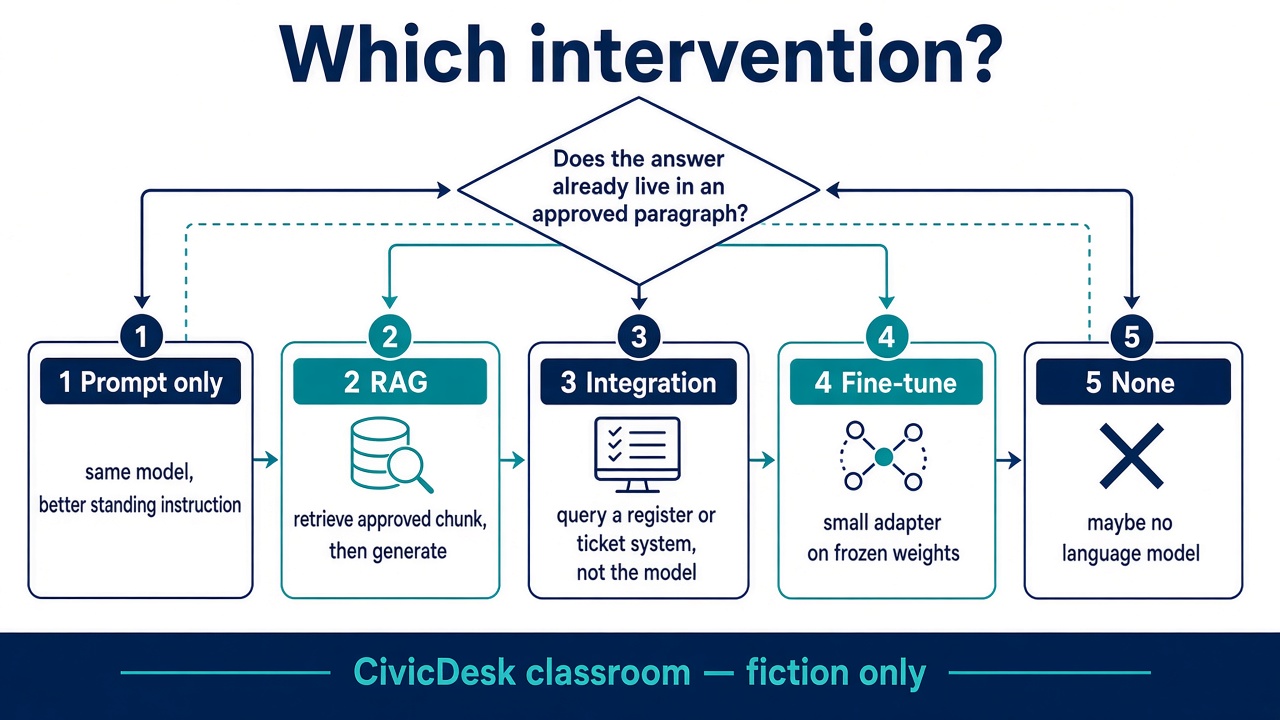 Which intervention?
Does the answer
already live in an
approved paragraph?
1
2
3
4
5
1 Prompt only
same model,
better standing instruction
2 RAG
retrieve approved chunk,
then generate
3 Integration
query a register or
ticket system,
not the model
4 Fine-tune
small adapter
on frozen weights
5 None
maybe no
language model
CivicDesk classroom — fiction only